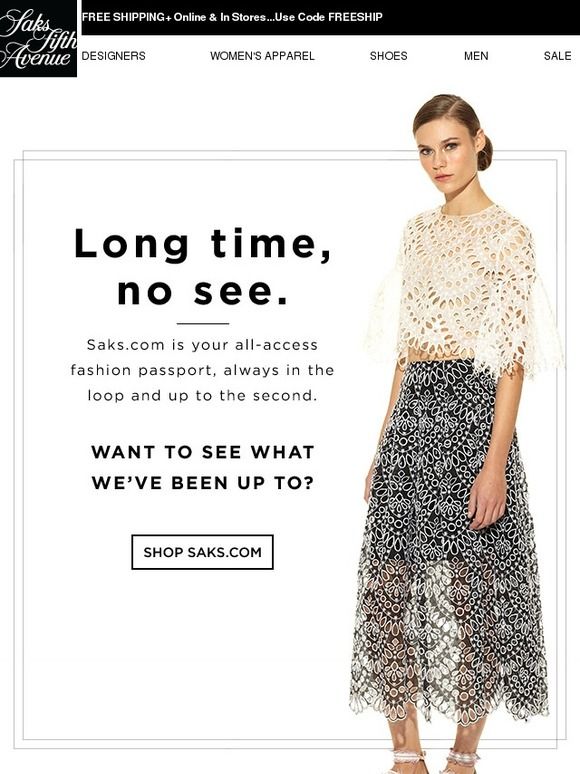 Saks
Fifth
Avenue
FREE SHIPPING+ Online & In Stores...Use Code FREESHIP
DESIGNERS WOMEN'S APPAREL SHOES MEN SALE
Long time,
no see.
Saks.com is your all-access
fashion passport, always in the
loop and up to the second.
WANT TO SEE WHAT
WE'VE BEEN UP TO?
SHOP SAKS.COM